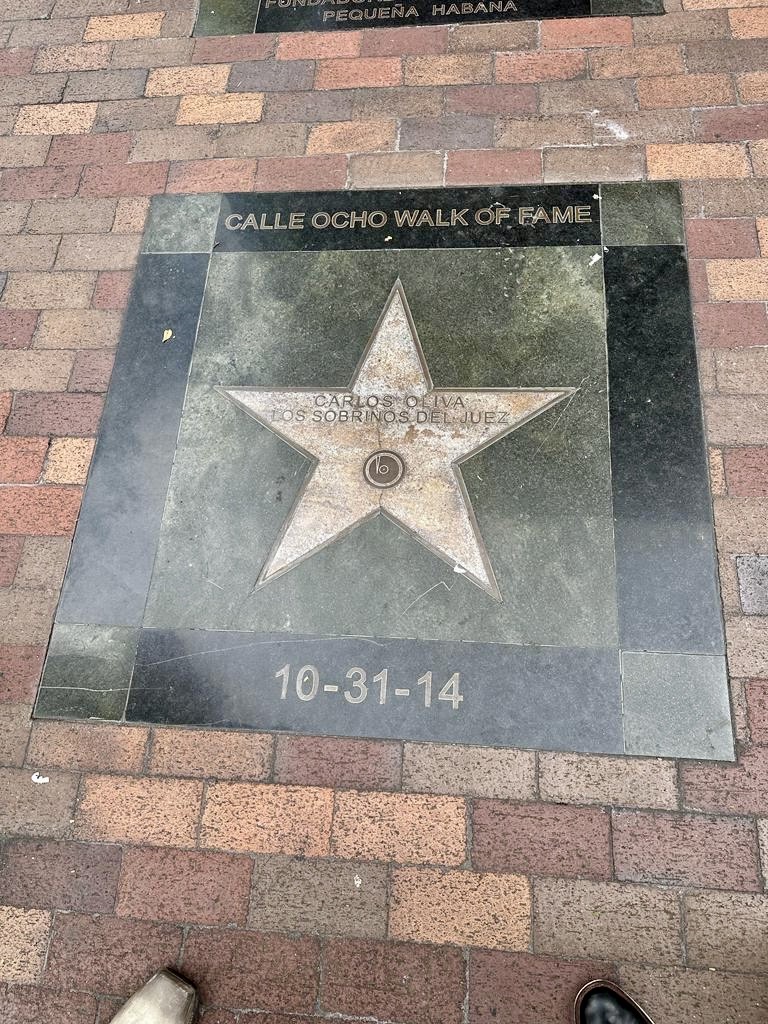 PEQUEÑA HABANA
CALLE OCHO WALK OF FAME
CARLOS OLIVA
LOS SOBRINOS DEL JUEZ
10-31-14